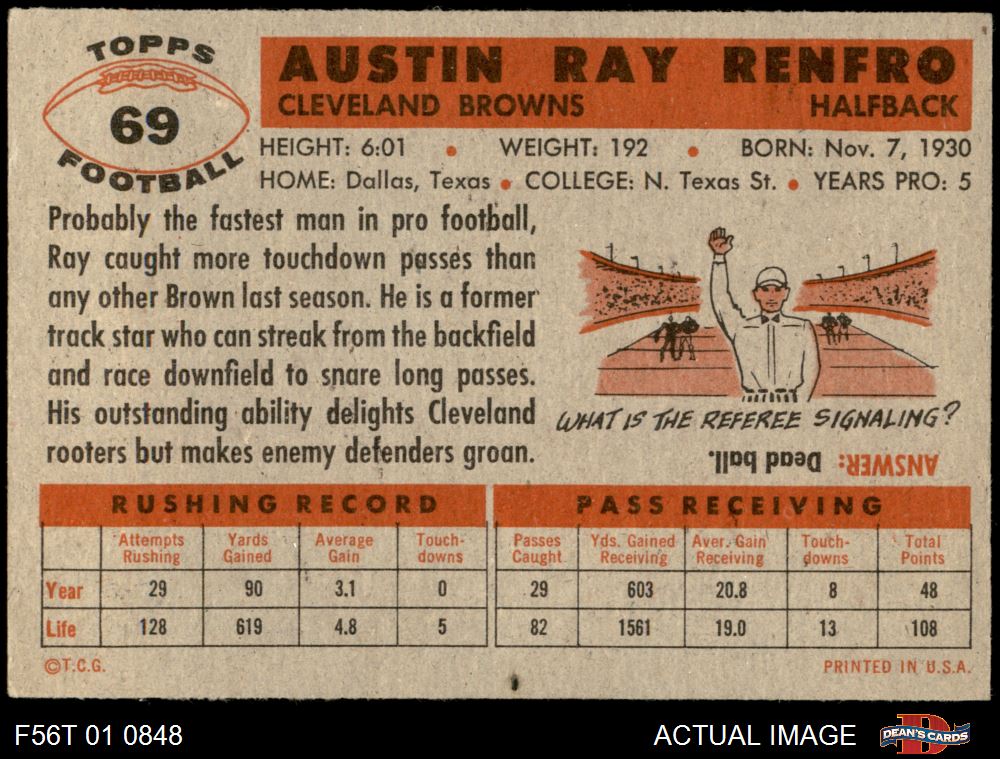 TOPPS
69
FOOTBALL
AUSTIN RAY RENFRO
CLEVELAND BROWNS HALFBACK
HEIGHT: 6:01 • WEIGHT: 192 • BORN: Nov. 7, 1930
HOME: Dallas, Texas • COLLEGE: N. Texas St. • YEARS PRO: 5
Probably the fastest man in pro football,
Ray caught more touchdown passes than
any other Brown last season. He is a former
track star who can streak from the backfield
and race downfield to snare long passes.
His outstanding ability delights Cleveland
rooters but makes enemy defenders groan.
WHAT IS THE REFEREE SIGNALING?
ANSWER: Dead ball.
RUSHING RECORD
Attempts Rushing Yards Gained Average Gain Touch-downs
Year 29 90 3.1 0
Life 128 619 4.8 5
PASS RECEIVING
Passes Caught Yds. Gained Receiving Aver. Gain Receiving Touch-downs Total Points
29 603 20.8 8 48
82 1561 19.0 13 108
©T.C.G. PRINTED IN U.S.A.
F56T 01 0848 ACTUAL IMAGE DEAN'S CARDS